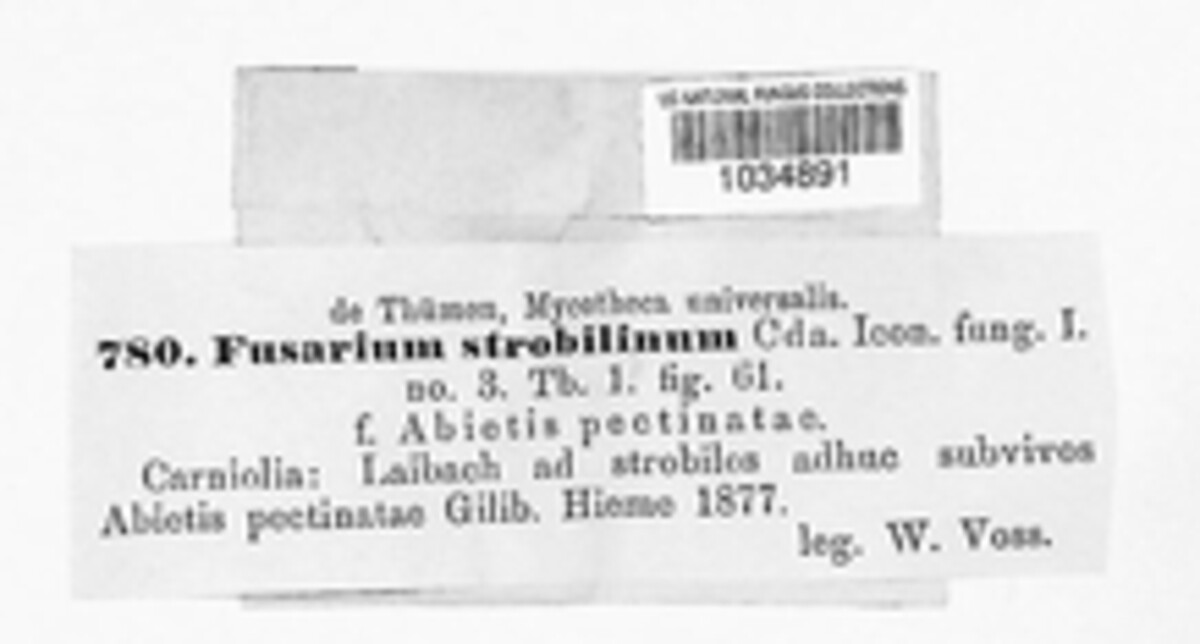 US NATIONAL FUNGUS COLLECTIONS
1034891
de Thümen, Mycotheca universalis.
780. Fusarium strobilinum Cda. Icon. fung. I.
no. 3. Tb. 1. fig. 61.
f. Abietis pectinatae.
Carniolia: Laibach ad strobilos adhuc subvivos
Abietis pectinatae Gilib. Hieme 1877.
leg. W. Voss.